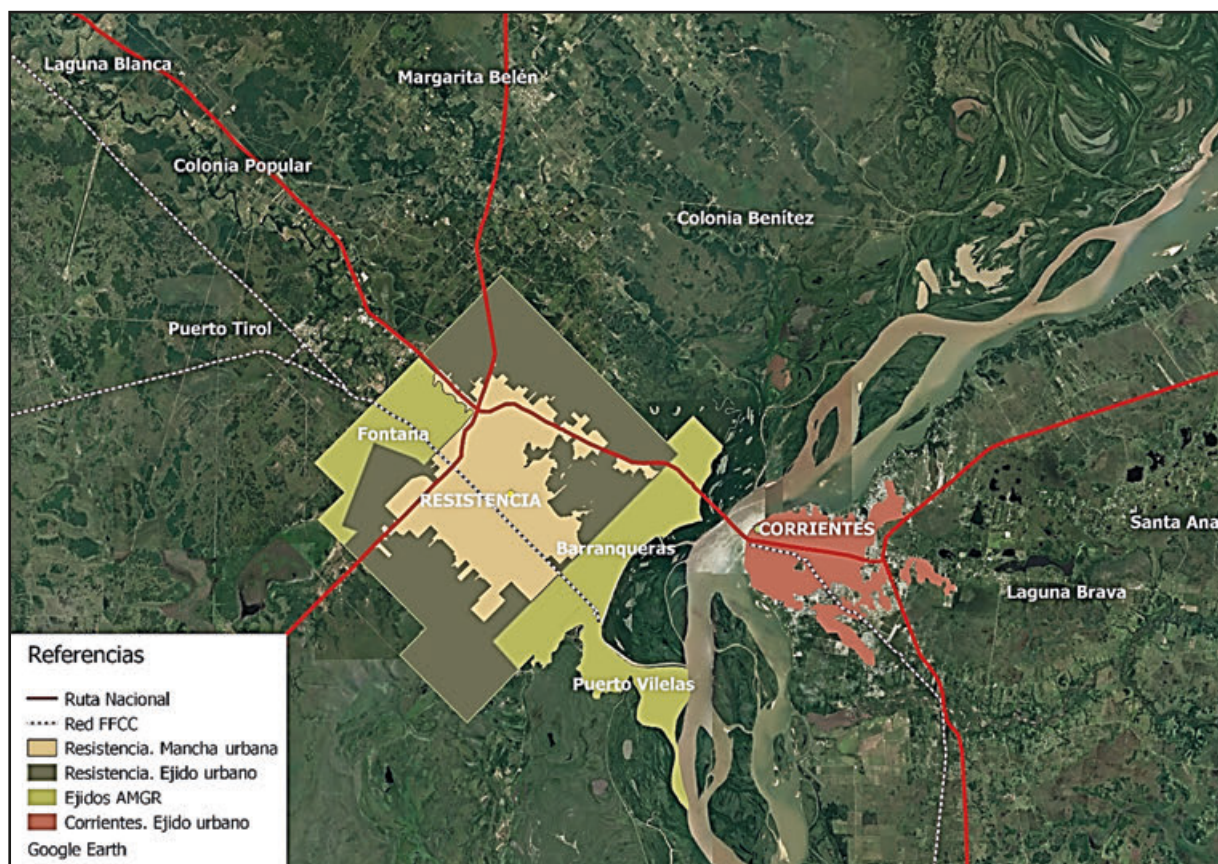 Laguna Blanca
Margarita Belén
Colonia Popular
Colonia Benítez
Puerto Tirol
Fontana
RESISTENCIA
CORRIENTES
Santa Ana
Barranqueras
Laguna Brava
Puerto Vilelas
Referencias
Ruta Nacional
Red FFCC
Resistencia. Mancha urbana
Resistencia. Ejido urbano
Ejidos AMGR
Corrientes. Ejido urbano
Google Earth